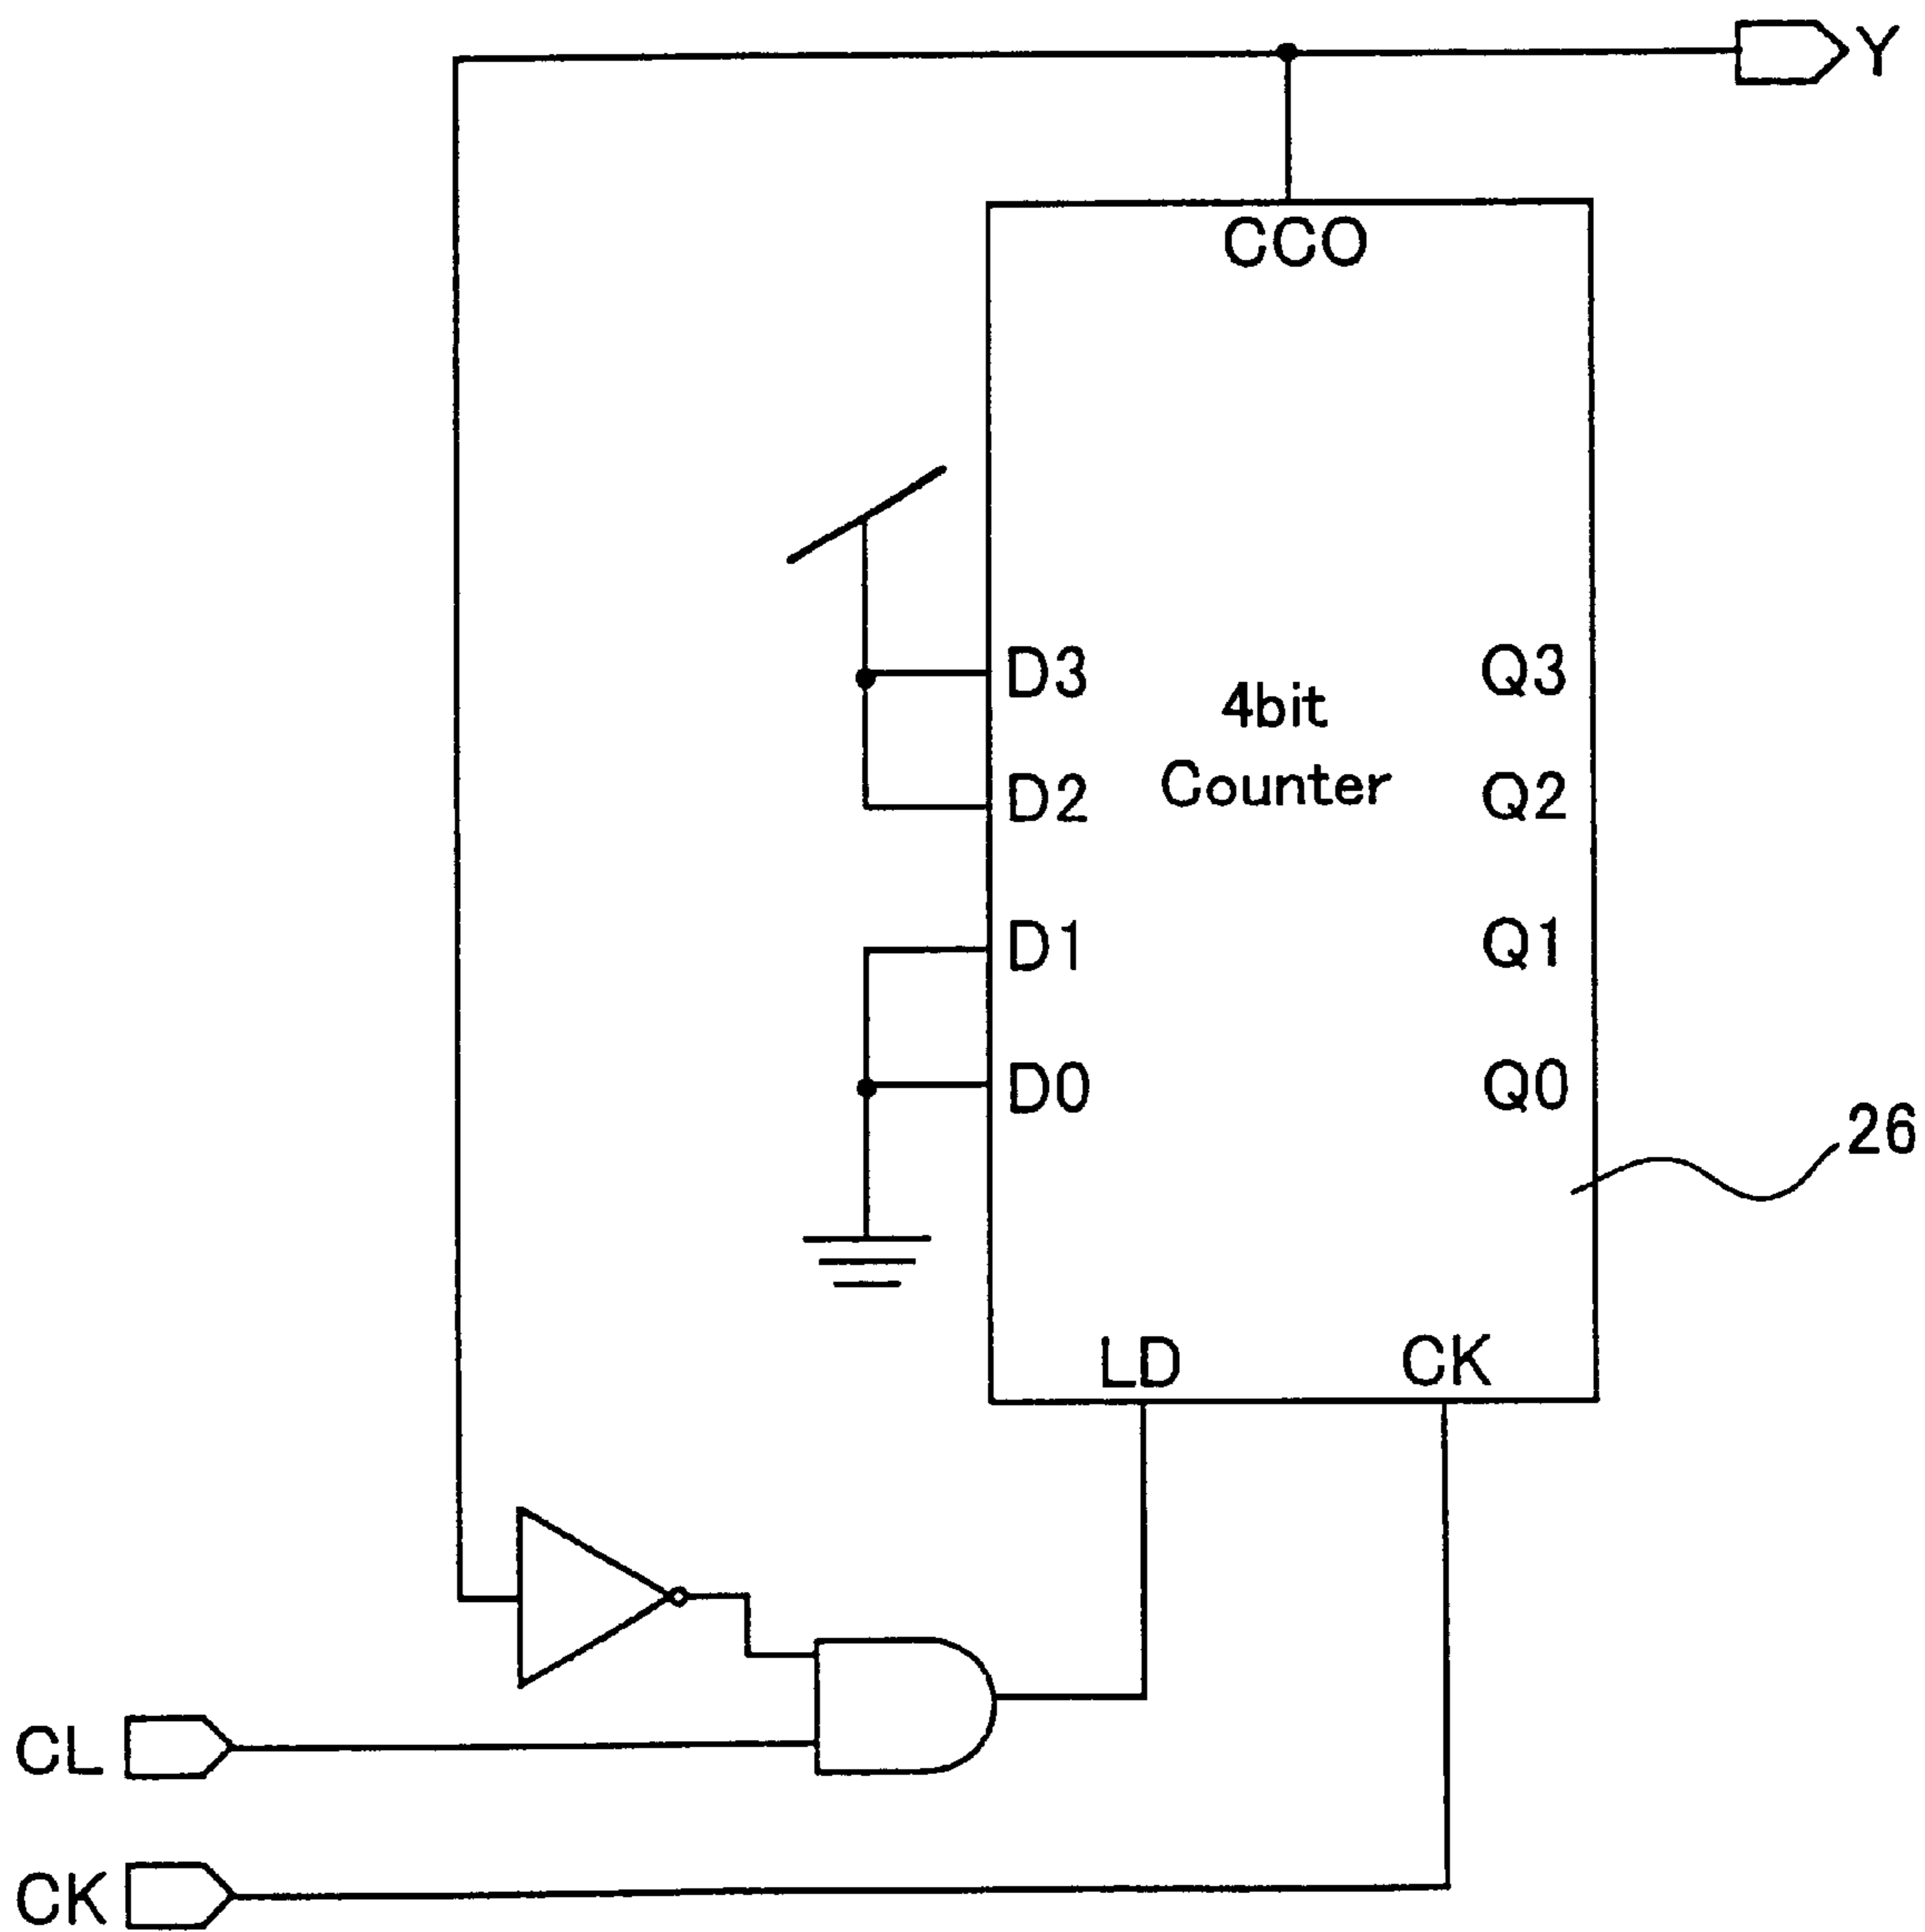 Y
CCO
D3 Q3
4bit
D2 Counter Q2
D1 Q1
D0 Q0
26
LD CK
CL
CK